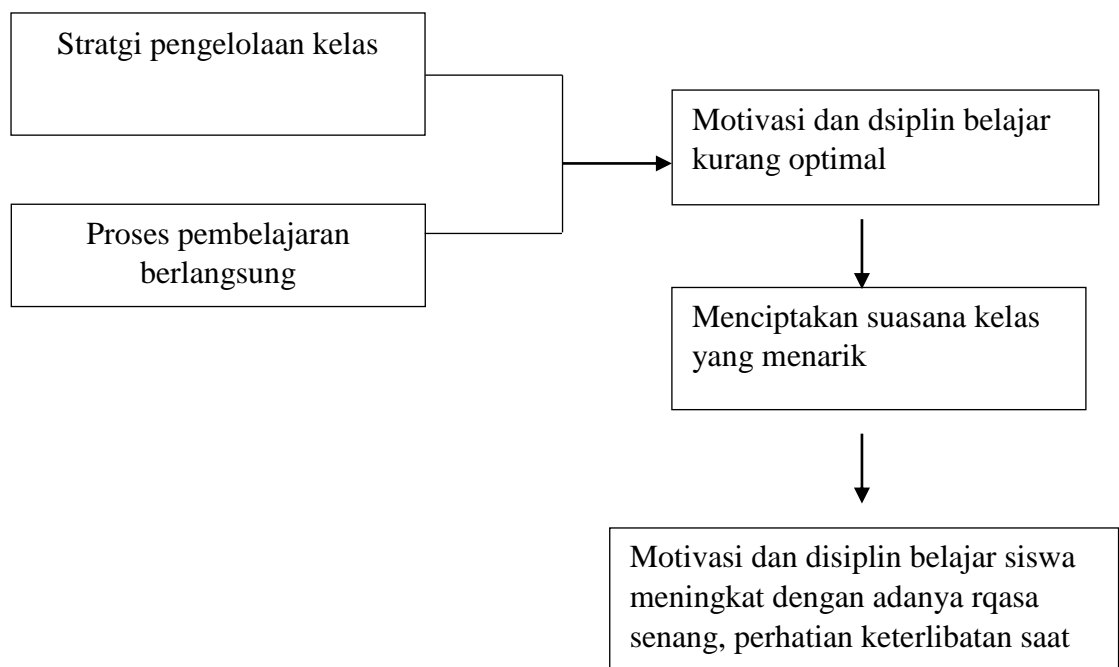 Stratgi pengelolaan kelas
Proses pembelajaran
berlangsung
Motivasi dan dsiplin belajar
kurang optimal
Menciptakan suasana kelas
yang menarik
Motivasi dan disiplin belajar siswa
meningkat dengan adanya rqasa
senang, perhatian keterlibatan saat